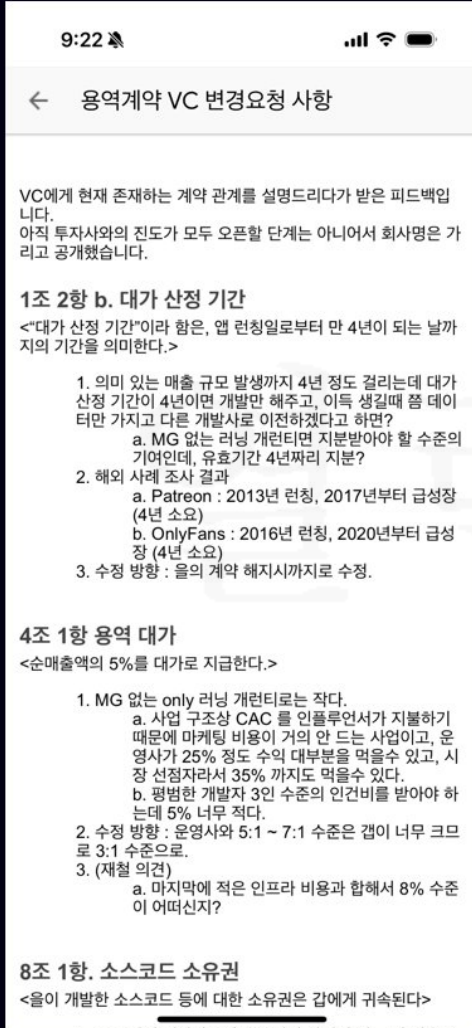 9:22
용역계약 VC 변경요청 사항
VC에게 현재 존재하는 계약 관계를 설명드리다가 받은 피드백입
니다.
아직 투자사와의 진도가 모두 오픈할 단계는 아니어서 회사명은 가
리고 공개했습니다.
1조 2항 b. 대가 산정 기간
<“대가 산정 기간”이라 함은, 앱 런칭일로부터 만 4년이 되는 날까
지의 기간을 의미한다.>
1. 의미 있는 매출 규모 발생까지 4년 정도 걸리는데 대가
산정 기간이 4년이면 개발만 해주고, 이득 생길때 쯤 데이
터만 가지고 다른 개발사로 이전하겠다고 하면?
a. MG 없는 러닝 개런티면 지분받아야 할 수준의
기여인데, 유효기간 4년짜리 지분?
2. 해외 사례 조사 결과
a. Patreon : 2013년 런칭, 2017년부터 급성장
(4년 소요)
b. OnlyFans : 2016년 런칭, 2020년부터 급성
장 (4년 소요)
3. 수정 방향 : 을의 계약 해지시까지로 수정.
4조 1항 용역 대가
<순매출액의 5%를 대가로 지급한다.>
1. MG 없는 only 러닝 개런티로는 작다.
a. 사업 구조상 CAC 를 인플루언서가 지불하기
때문에 마케팅 비용이 거의 안 드는 사업이고, 운
영사가 25% 정도 수익 대부분을 먹을수 있고, 시
장 선점자라서 35% 까지도 먹을수 있다.
b. 평범한 개발자 3인 수준의 인건비를 받아야 하
는데 5% 너무 적다.
2. 수정 방향 : 운영사와 5:1 ~ 7:1 수준은 갭이 너무 크므
로 3:1 수준으로.
3. (재철 의견)
a. 마지막에 적은 인프라 비용과 합해서 8% 수준
이 어떠신지?
8조 1항. 소스코드 소유권
<을이 개발한 소스코드 등에 대한 소유권은 갑에게 귀속된다>